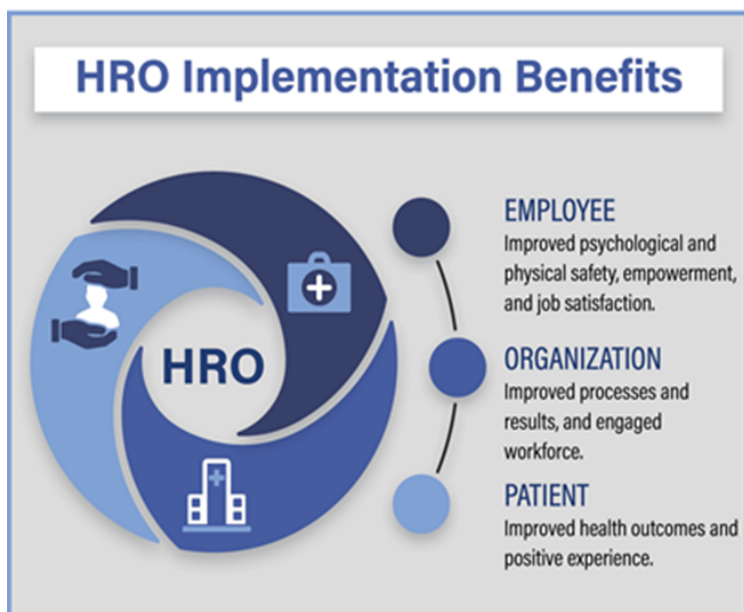 HRO Implementation Benefits
HRO
EMPLOYEE
Improved psychological and
physical safety, empowerment,
and job satisfaction.
ORGANIZATION
Improved processes and
results, and engaged
workforce.
PATIENT
Improved health outcomes and
positive experience.